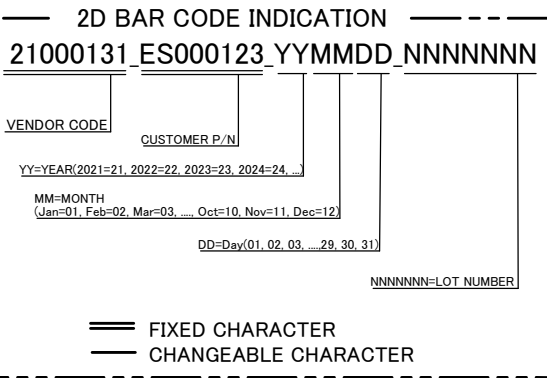 2D BAR CODE INDICATION
21000131_ES000123_YYMMDD_NNNNNNN
VENDOR CODE
CUSTOMER P/N
YY=YEAR(2021=21, 2022=22, 2023=23, 2024=24, ...)
MM=MONTH
(Jan=01, Feb=02, Mar=03, ...., Oct=10, Nov=11, Dec=12)
DD=Day(01, 02, 03, ....,29, 30, 31)
NNNNNNN=LOT NUMBER
FIXED CHARACTER
CHANGEABLE CHARACTER